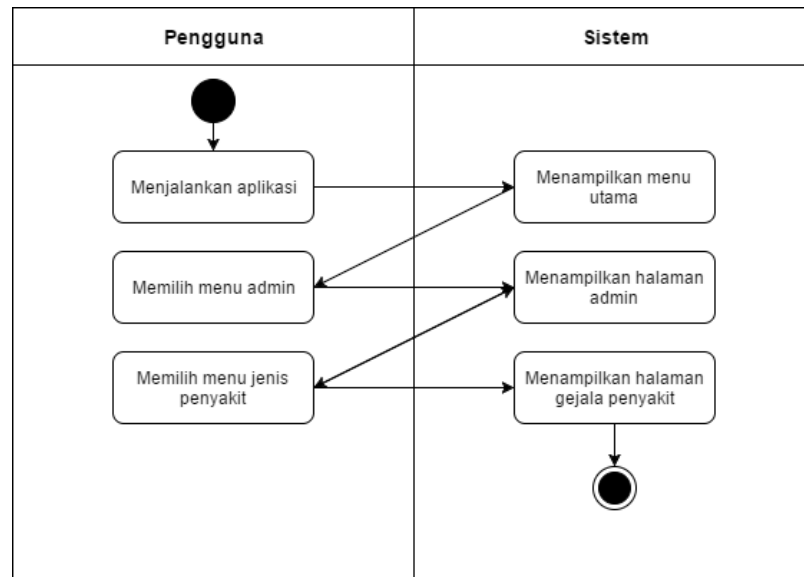 Pengguna
Sistem
Menjalankan aplikasi
Menampilkan menu
utama
Memilih menu admin
Menampilkan halaman
admin
Memilih menu jenis
penyakit
Menampilkan halaman
gejala penyakit